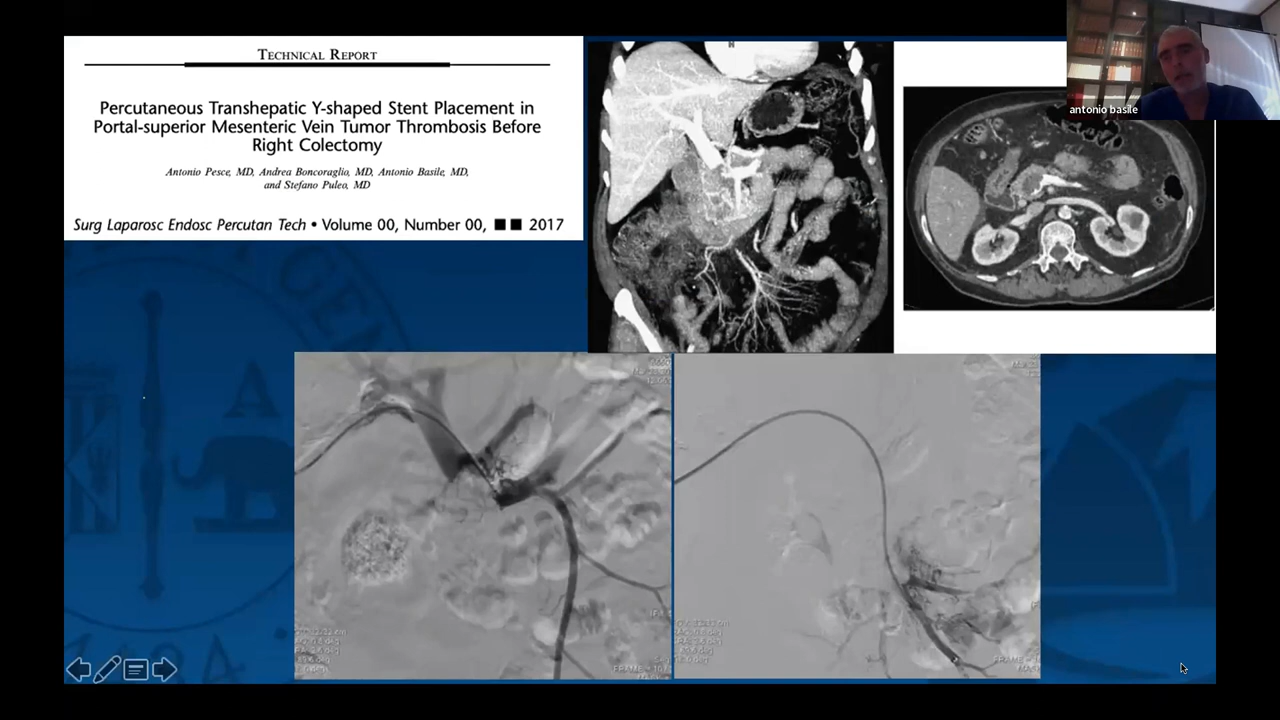 TECHNICAL REPORT
Percutaneous Transhepatic Y-shaped Stent Placement in
Portal-superior Mesenteric Vein Tumor Thrombosis Before
Right Colectomy
Antonio Pesce, MD, Andrea Boncoraglio, MD, Antonio Basile, MD,
and Stefano Puleo, MD
Surg Laparosc Endosc Percutan Tech • Volume 00, Number 00, ■■ 2017
antonio basile
H